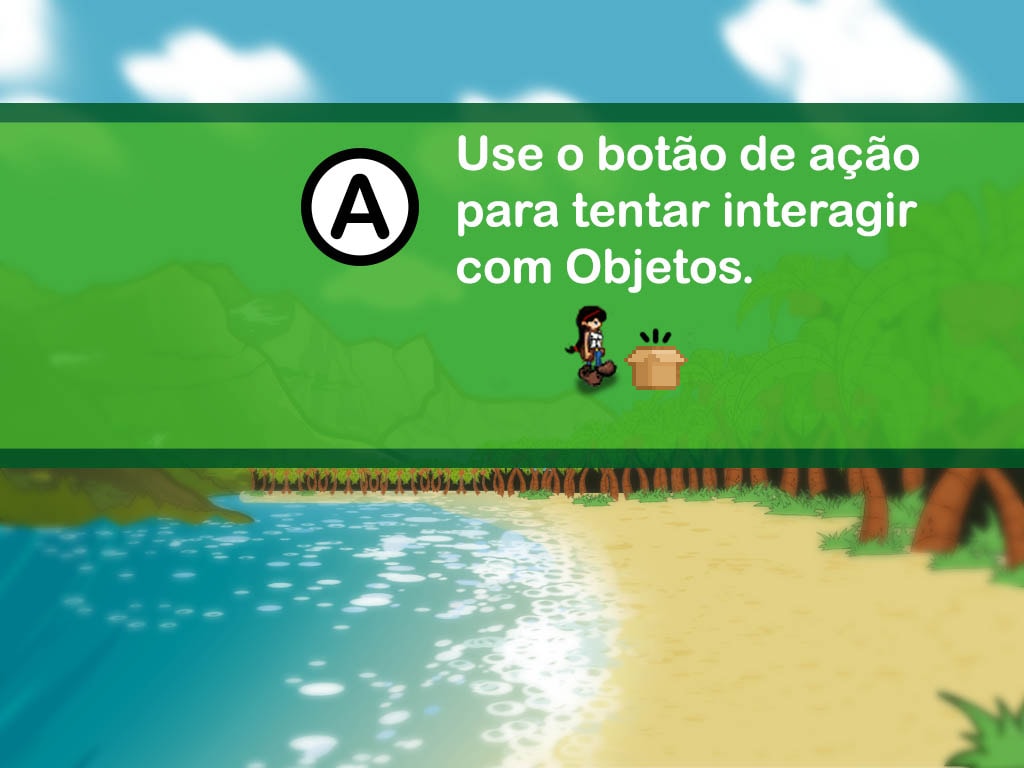 A
Use o botão de ação
para tentar interagir
com Objetos.